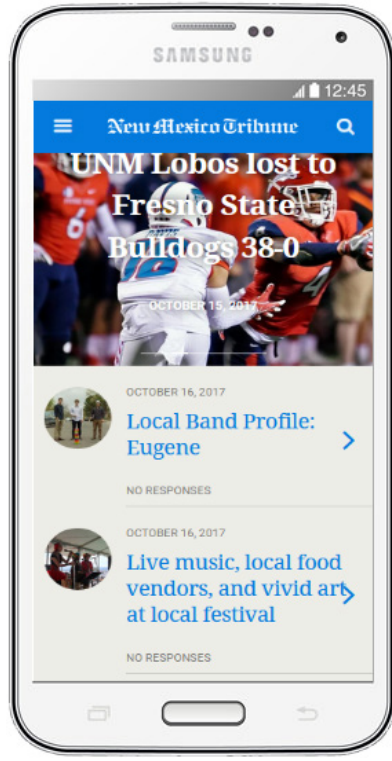 SAMSUNG
12:45
New Mexico Tribune
UNM Lobos lost to
Fresno State
Bulldogs 38-0
OCTOBER 15, 2017
OCTOBER 16, 2017
Local Band Profile:
Eugene
NO RESPONSES
OCTOBER 16, 2017
Live music, local food
vendors, and vivid art
at local festival
NO RESPONSES